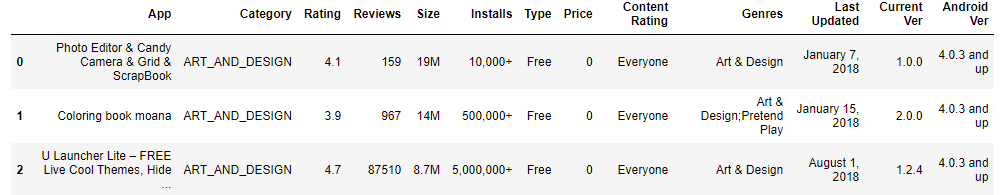 App Category Rating Reviews Size Installs Type Price Content Rating Genres Last Updated Current Ver Android Ver
0 Photo Editor & Candy Camera & Grid & ScrapBook ART_AND_DESIGN 4.1 159 19M 10,000+ Free 0 Everyone Art & Design January 7, 2018 1.0.0 4.0.3 and up
1 Coloring book moana ART_AND_DESIGN 3.9 967 14M 500,000+ Free 0 Everyone Art & Design;Pretend Play January 15, 2018 2.0.0 4.0.3 and up
2 U Launcher Lite – FREE Live Cool Themes, Hide ... ART_AND_DESIGN 4.7 87510 8.7M 5,000,000+ Free 0 Everyone Art & Design August 1, 2018 1.2.4 4.0.3 and up